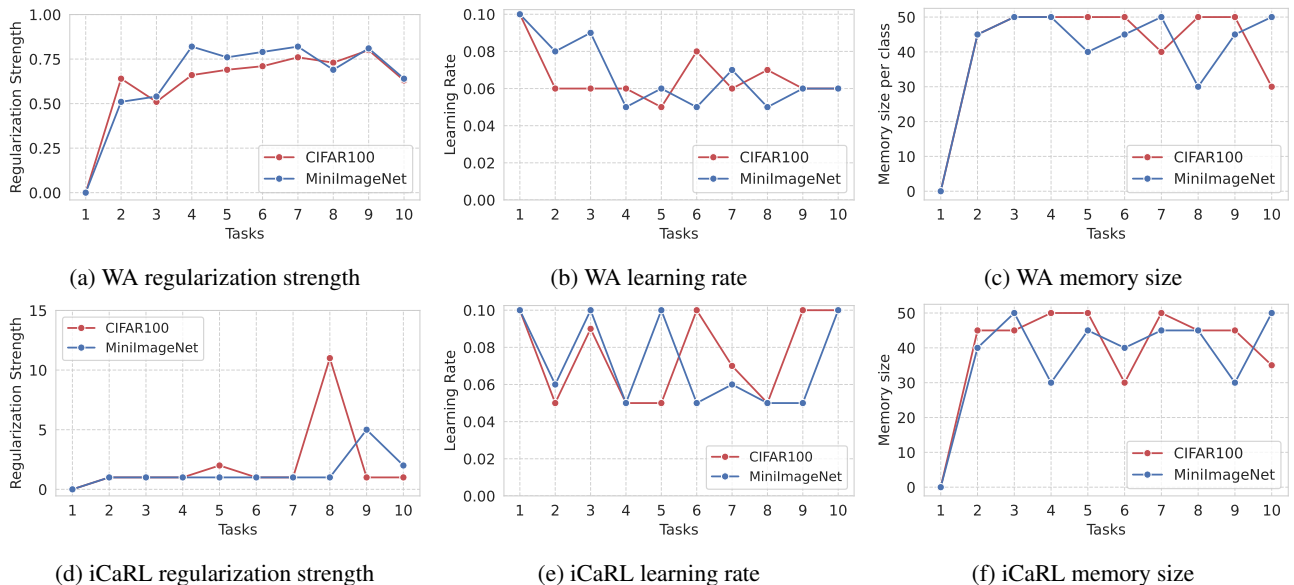 1.00
0.75
0.50
0.25
0.00
Regularization Strength
CIFAR100
MiniImageNet
1 2 3 4 5 6 7 8 9 10
Tasks
(a) WA regularization strength
0.10
0.08
0.06
0.04
0.02
0.00
Learning Rate
CIFAR100
MiniImageNet
1 2 3 4 5 6 7 8 9 10
Tasks
(b) WA learning rate
50
40
30
20
10
0
Memory size per class
CIFAR100
MiniImageNet
1 2 3 4 5 6 7 8 9 10
Tasks
(c) WA memory size
15
10
5
0
Regularization Strength
CIFAR100
MiniImageNet
1 2 3 4 5 6 7 8 9 10
Tasks
(d) iCaRL regularization strength
0.10
0.08
0.06
0.04
0.02
0.00
Learning Rate
CIFAR100
MiniImageNet
1 2 3 4 5 6 7 8 9 10
Tasks
(e) iCaRL learning rate
50
40
30
20
10
0
Memory size
CIFAR100
MiniImageNet
1 2 3 4 5 6 7 8 9 10
Tasks
(f) iCaRL memory size